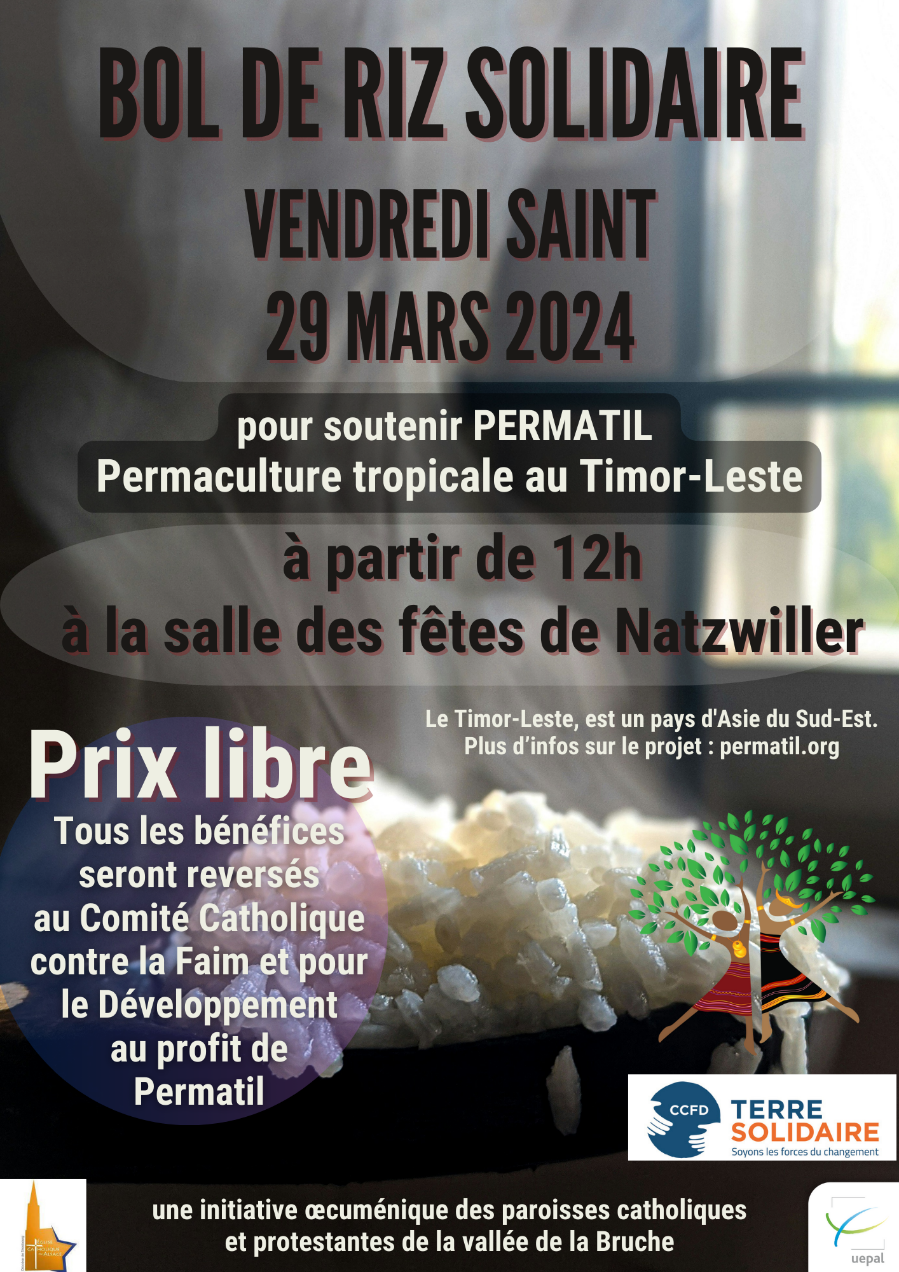 BOL DE RIZ SOLIDAIRE
VENDREDI SAINT
29 MARS 2024
pour soutenir PERMATIL
Permaculture tropicale au Timor-Leste
à partir de 12h
à la salle des fêtes de Natzwiller
Le Timor-Leste, est un pays d'Asie du Sud-Est.
Plus d’infos sur le projet : permatil.org
Prix libre
Tous les bénéfices
seront reversés
au Comité Catholique
contre la Faim et pour
le Développement
au profit de
Permatil
CCFD
TERRE
SOLIDAIRE
Soyons les forces du changement
une initiative œcuménique des paroisses catholiques
et protestantes de la vallée de la Bruche
uepal